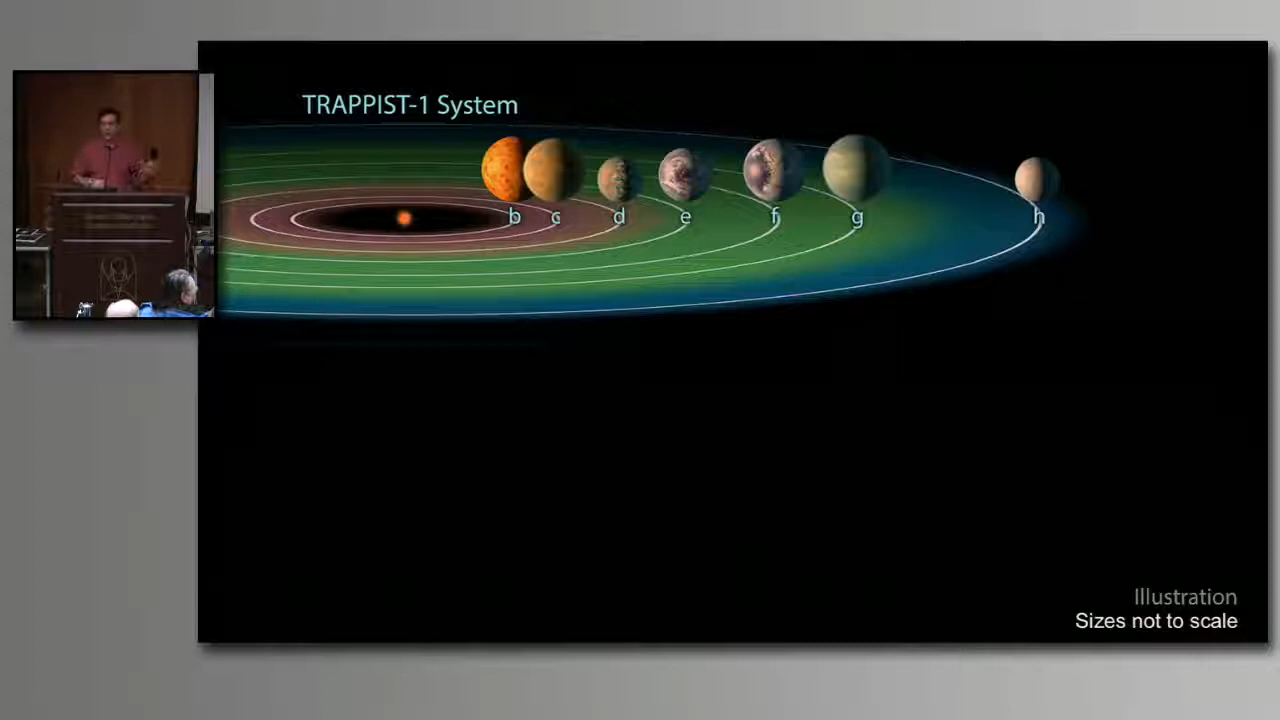 TRAPPIST-1 System
b c d e f g h
Illustration
Sizes not to scale